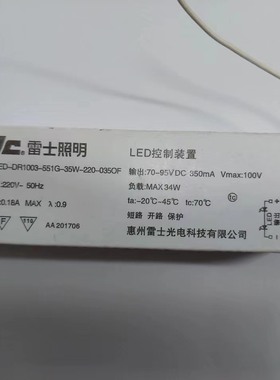 雷士照明
LED控制装置
ED-DR1003-551G-35W-220-035OF
输出:70-95VDC 350mA Vmax:100V
:220V~ 50Hz
负载:MAX34W
0.18A MAX λ:0.9
ta:-20℃-45℃ tc:70℃
tc
短路 开路 保护
F
110
AA 201706
惠州雷士光电科技有限公司